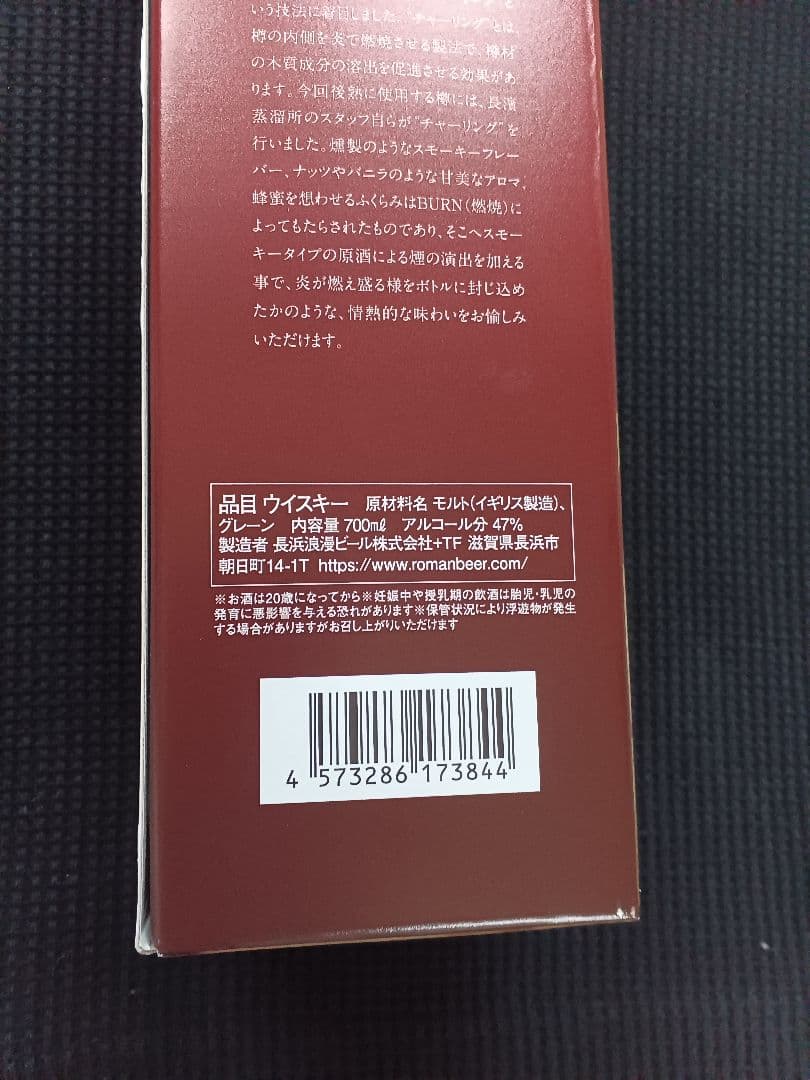 いう技法に着目しました。“チャーリング”とは、
樽の内側を炎で燃焼させる製法で、樽材
の木質成分の溶出を促進させる効果があ
ります。今回後熟に使用する樽には、長濱
蒸溜所のスタッフ自らが“チャーリング”を
行いました。燻製のようなスモーキーフレー
バー、ナッツやバニラのような甘美なアロマ、
蜂蜜を想わせるふくらみはBURN（燃焼）に
よってもたらされたものであり、そこへスモー
キータイプの原酒による煙の演出を加える
事で、炎が燃え盛る様をボトルに封じ込め
たかのような、情熱的な味わいをお愉しみ
いただけます。
品目 ウイスキー 原材料名 モルト（イギリス製造）、
グレーン 内容量 700ml アルコール分 47%
製造者 長浜浪漫ビール株式会社+TF 滋賀県長浜市
朝日町14-1T https://www.romanbeer.com/
※お酒は20歳になってから※妊娠中や授乳期の飲酒は胎児・乳児の
発育に悪影響を与える恐れがあります※保管状況により浮遊物が発生
する場合がありますがお召し上がりいただけます
4 573286 173844